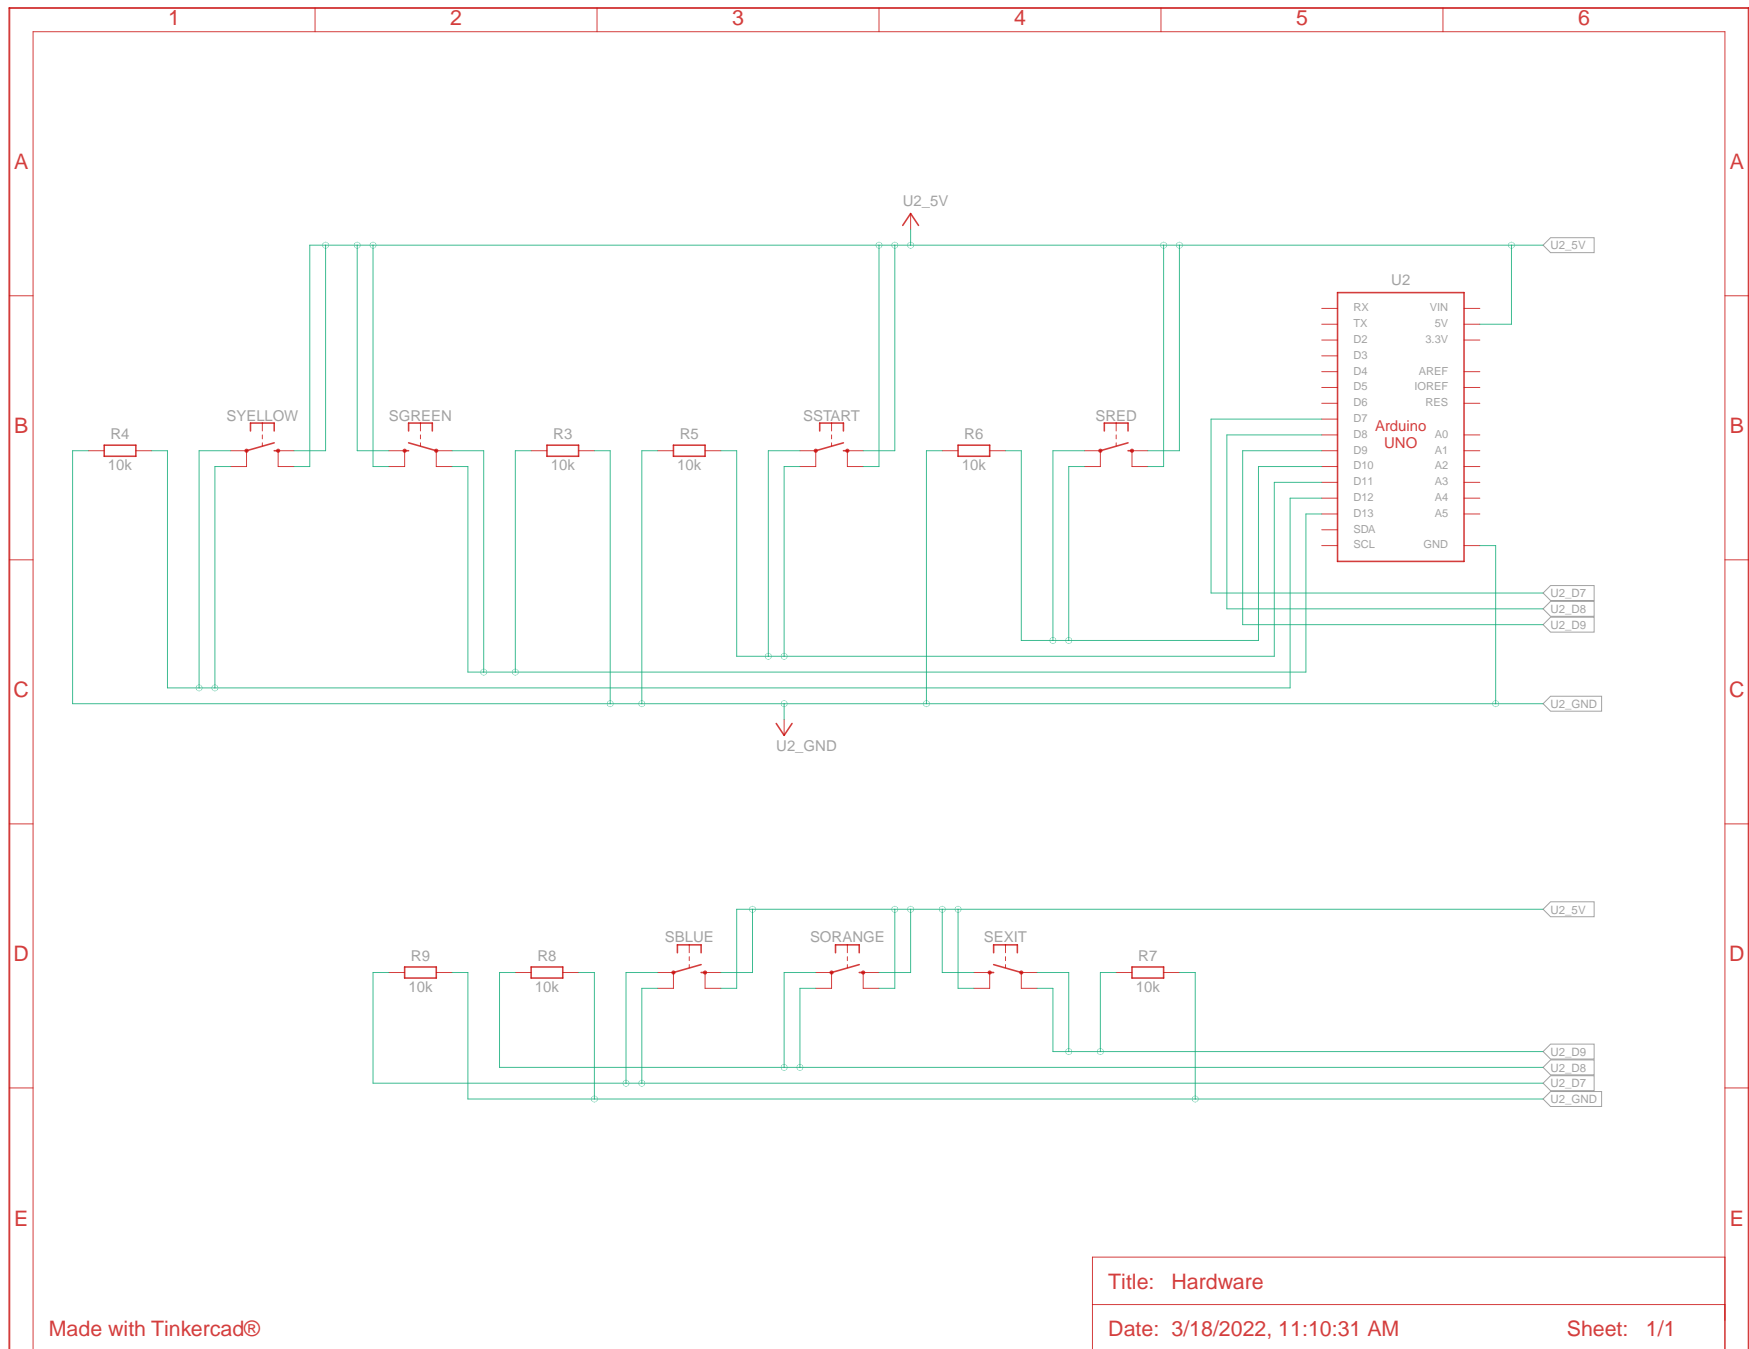 1 2 3 4 5 6
A A
U2_5V
U2_5V
U2
RX VIN
TX 5V
D2 3.3V
D3
D4 AREF
D5 IOREF
D6 RES
D7
D8 A0
D9 A1
D10 A2
D11 A3
D12 A4
D13 A5
SDA
SCL GND
Arduino
UNO
B B
SYELLOW SGREEN SSTART SRED
R4 R3 R5 R6
10k 10k 10k 10k
U2_D7
U2_D8
U2_D9
C C
U2_GND
U2_GND
U2_5V
D D
SBLUE SORANGE SEXIT
R9 R8 R7
10k 10k 10k
U2_D9
U2_D8
U2_D7
U2_GND
E E
Title: Hardware
Made with Tinkercad®
Date: 3/18/2022, 11:10:31 AM Sheet: 1/1